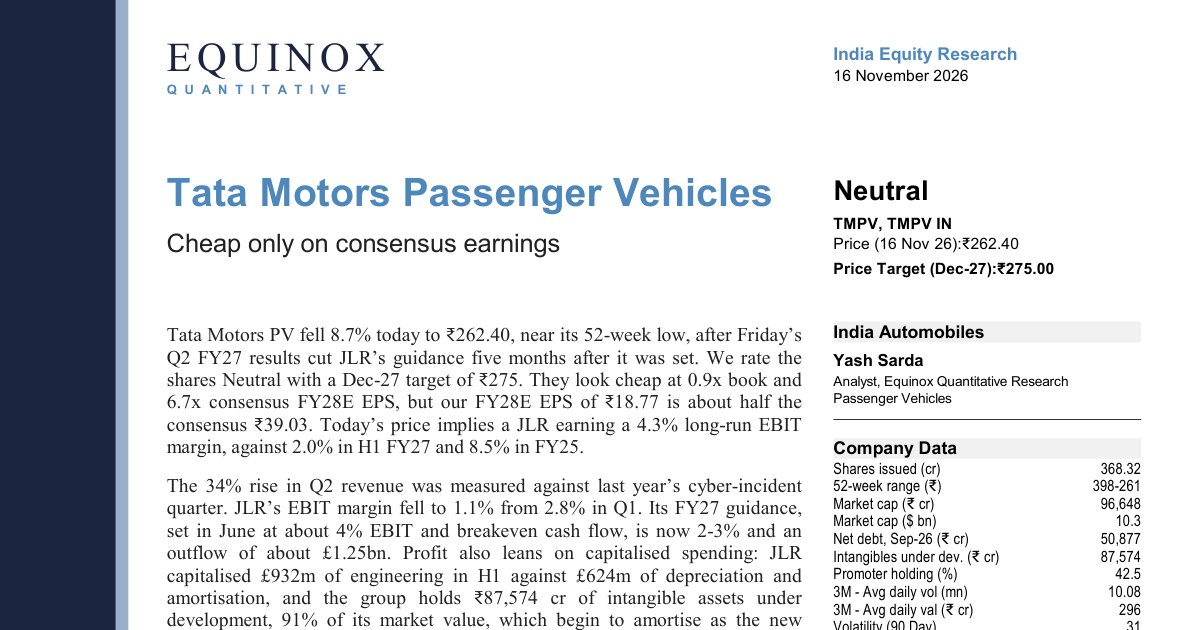 EQUINOX
QUANTITATIVE
India Equity Research
16 November 2026
Tata Motors Passenger Vehicles
Cheap only on consensus earnings
Neutral
TMPV, TMPV IN
Price (16 Nov 26):₹262.40
Price Target (Dec-27):₹275.00
Tata Motors PV fell 8.7% today to ₹262.40, near its 52-week low, after Friday’s
Q2 FY27 results cut JLR’s guidance five months after it was set. We rate the
shares Neutral with a Dec-27 target of ₹275. They look cheap at 0.9x book and
6.7x consensus FY28E EPS, but our FY28E EPS of ₹18.77 is about half the
consensus ₹39.03. Today’s price implies a JLR earning a 4.3% long-run EBIT
margin, against 2.0% in H1 FY27 and 8.5% in FY25.
The 34% rise in Q2 revenue was measured against last year’s cyber-incident
quarter. JLR’s EBIT margin fell to 1.1% from 2.8% in Q1. Its FY27 guidance,
set in June at about 4% EBIT and breakeven cash flow, is now 2-3% and an
outflow of about £1.25bn. Profit also leans on capitalised spending: JLR
capitalised £932m of engineering in H1 against £624m of depreciation and
amortisation, and the group holds ₹87,574 cr of intangible assets under
development, 91% of its market value, which begin to amortise as the new
India Automobiles
Yash Sarda
Analyst, Equinox Quantitative Research
Passenger Vehicles
Company Data
Shares issued (cr) 368.32
52-week range (₹) 398-261
Market cap (₹ cr) 96,648
Market cap ($ bn) 10.3
Net debt, Sep-26 (₹ cr) 50,877
Intangibles under dev. (₹ cr) 87,574
Promoter holding (%) 42.5
3M - Avg daily vol (mn) 10.08
3M - Avg daily val (₹ cr) 296
Volatility (90 Day) 31